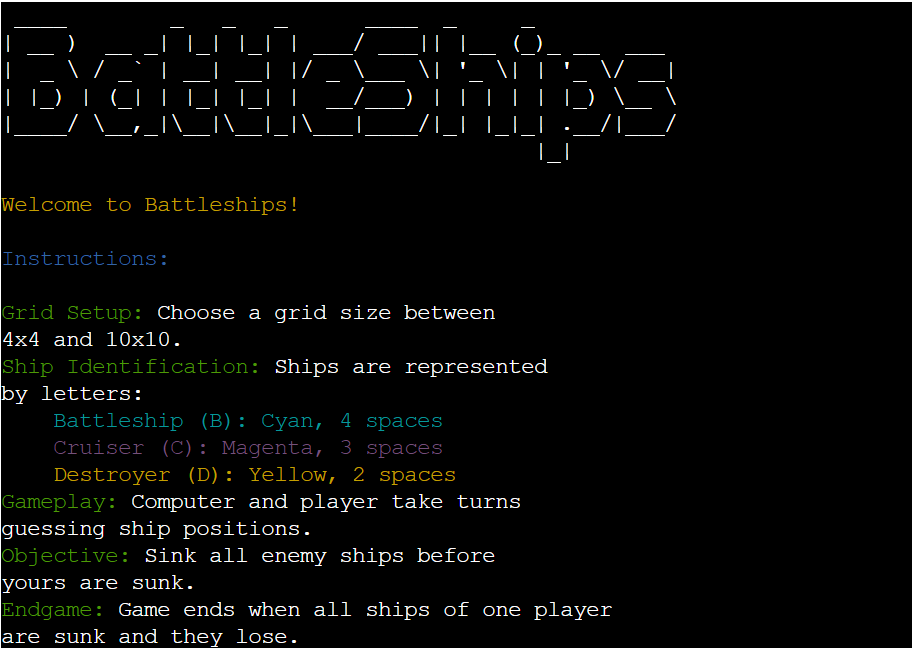 BattleShips
Welcome to Battleships!
Instructions:
Grid Setup: Choose a grid size between
4x4 and 10x10.
Ship Identification: Ships are represented
by letters:
Battleship (B): Cyan, 4 spaces
Cruiser (C): Magenta, 3 spaces
Destroyer (D): Yellow, 2 spaces
Gameplay: Computer and player take turns
guessing ship positions.
Objective: Sink all enemy ships before
yours are sunk.
Endgame: Game ends when all ships of one player
are sunk and they lose.